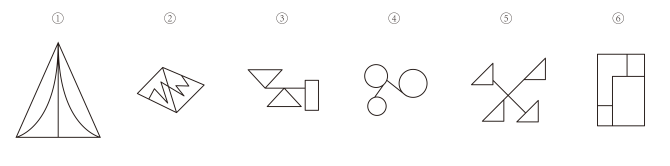 ① ② ③ ④ ⑤ ⑥